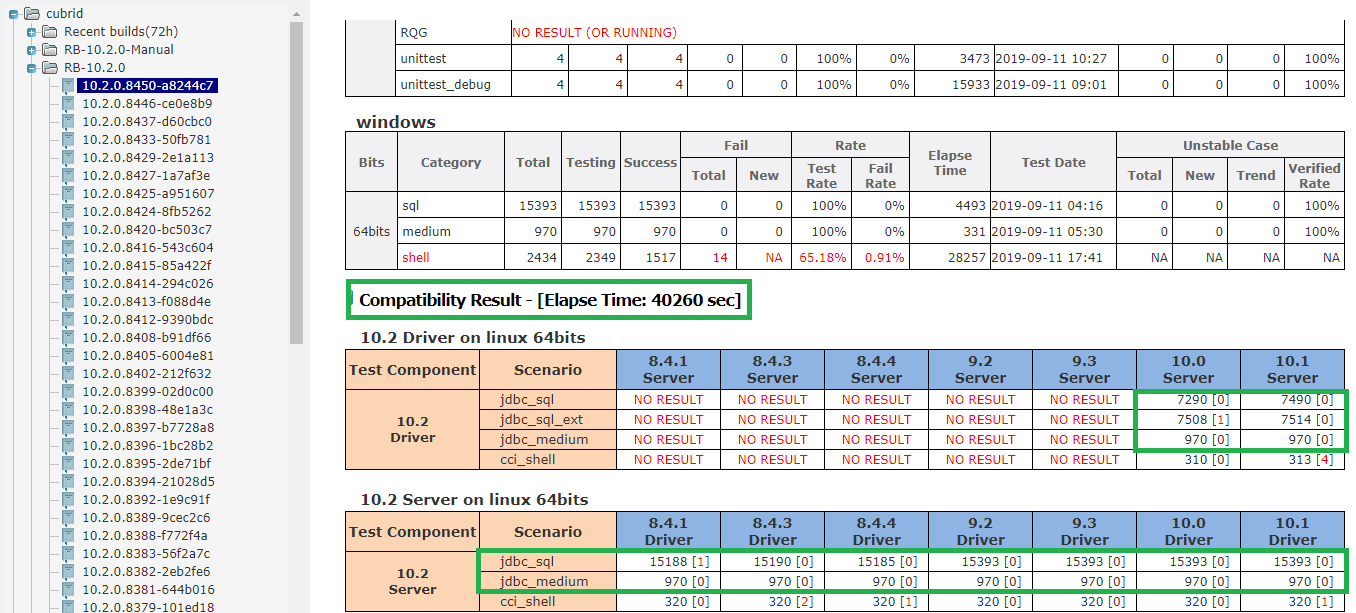 cubrid
Recent builds(72h)
RB-10.2.0-Manual
RB-10.2.0
10.2.0.8450-a8244c7
10.2.0.8446-ce0e8b9
10.2.0.8437-d60cbc0
10.2.0.8433-50fb781
10.2.0.8429-2e1a113
10.2.0.8427-1a7af3e
10.2.0.8425-a951607
10.2.0.8424-8fb5262
10.2.0.8420-bc503c7
10.2.0.8416-543c604
10.2.0.8415-85a422f
10.2.0.8414-294c026
10.2.0.8413-f088d4e
10.2.0.8412-9390bdc
10.2.0.8408-b91df66
10.2.0.8405-6004e81
10.2.0.8402-212f632
10.2.0.8399-02d0c00
10.2.0.8398-48e1a3c
10.2.0.8397-b7728a8
10.2.0.8396-1bc28b2
10.2.0.8395-2de71bf
10.2.0.8394-21028d5
10.2.0.8392-1e9c91f
10.2.0.8389-9cec2c6
10.2.0.8388-f772f4a
10.2.0.8383-56f2a7c
10.2.0.8382-2eb2fe6
10.2.0.8381-644b016
10.2.0.8379-101ed18
RQG NO RESULT (OR RUNNING)
unittest 4 4 4 0 0 100% 0% 3473 2019-09-11 10:27 0 0 0 100%
unittest_debug 4 4 4 0 0 100% 0% 15933 2019-09-11 09:01 0 0 0 100%
windows
Bits Category Total Testing Success Fail Rate Elapse Time Test Date Unstable Case
Total New Test Rate Fail Rate Total New Trend Verified Rate
64bits
sql 15393 15393 15393 0 0 100% 0% 4493 2019-09-11 04:16 0 0 0 100%
medium 970 970 970 0 0 100% 0% 331 2019-09-11 05:30 0 0 0 100%
shell 2434 2349 1517 14 NA 65.18% 0.91% 28257 2019-09-11 17:41 NA NA NA NA
Compatibility Result - [Elapse Time: 40260 sec]
10.2 Driver on linux 64bits
Test Component Scenario 8.4.1 Server 8.4.3 Server 8.4.4 Server 9.2 Server 9.3 Server 10.0 Server 10.1 Server
10.2 Driver
jdbc_sql NO RESULT NO RESULT NO RESULT NO RESULT NO RESULT 7290 [0] 7490 [0]
jdbc_sql_ext NO RESULT NO RESULT NO RESULT NO RESULT NO RESULT 7508 [1] 7514 [0]
jdbc_medium NO RESULT NO RESULT NO RESULT NO RESULT NO RESULT 970 [0] 970 [0]
cci_shell NO RESULT NO RESULT NO RESULT NO RESULT NO RESULT 310 [0] 313 [4]
10.2 Server on linux 64bits
Test Component Scenario 8.4.1 Driver 8.4.3 Driver 8.4.4 Driver 9.2 Driver 9.3 Driver 10.0 Driver 10.1 Driver
10.2 Server
jdbc_sql 15188 [1] 15190 [0] 15185 [0] 15393 [0] 15393 [0] 15393 [0] 15393 [0]
jdbc_medium 970 [0] 970 [0] 970 [0] 970 [0] 970 [0] 970 [0] 970 [0]
cci_shell 320 [0] 320 [2] 320 [1] 320 [0] 320 [0] 320 [0] 320 [1]